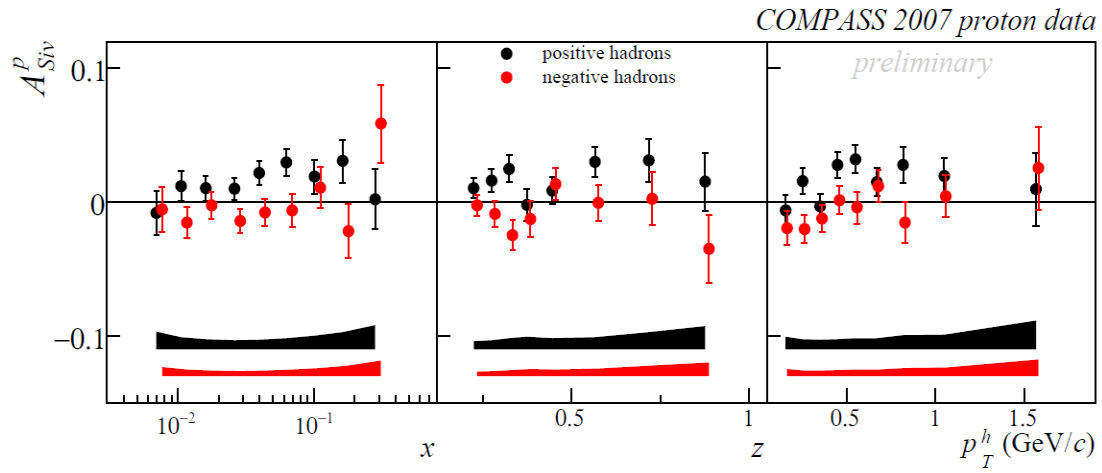 COMPASS 2007 proton data
A^p_Siv
positive hadrons
negative hadrons
preliminary
0.1
0
−0.1
10^−2 10^−1 0.5 1 0.5 1 1.5
x z p_T^h (GeV/c)